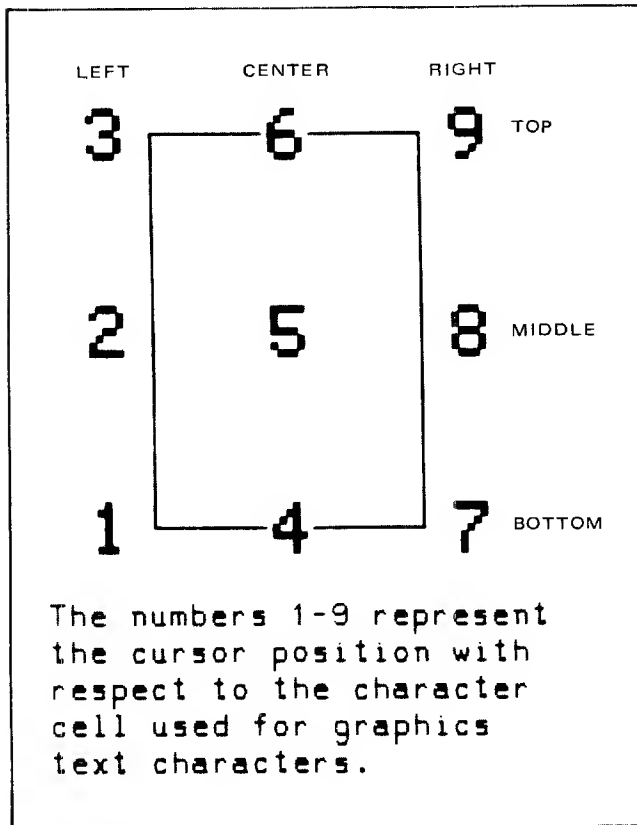 LEFT CENTER RIGHT
3 6 9 TOP
2 5 8 MIDDLE
1 4 7 BOTTOM
The numbers 1-9 represent
the cursor position with
respect to the character
cell used for graphics
text characters.